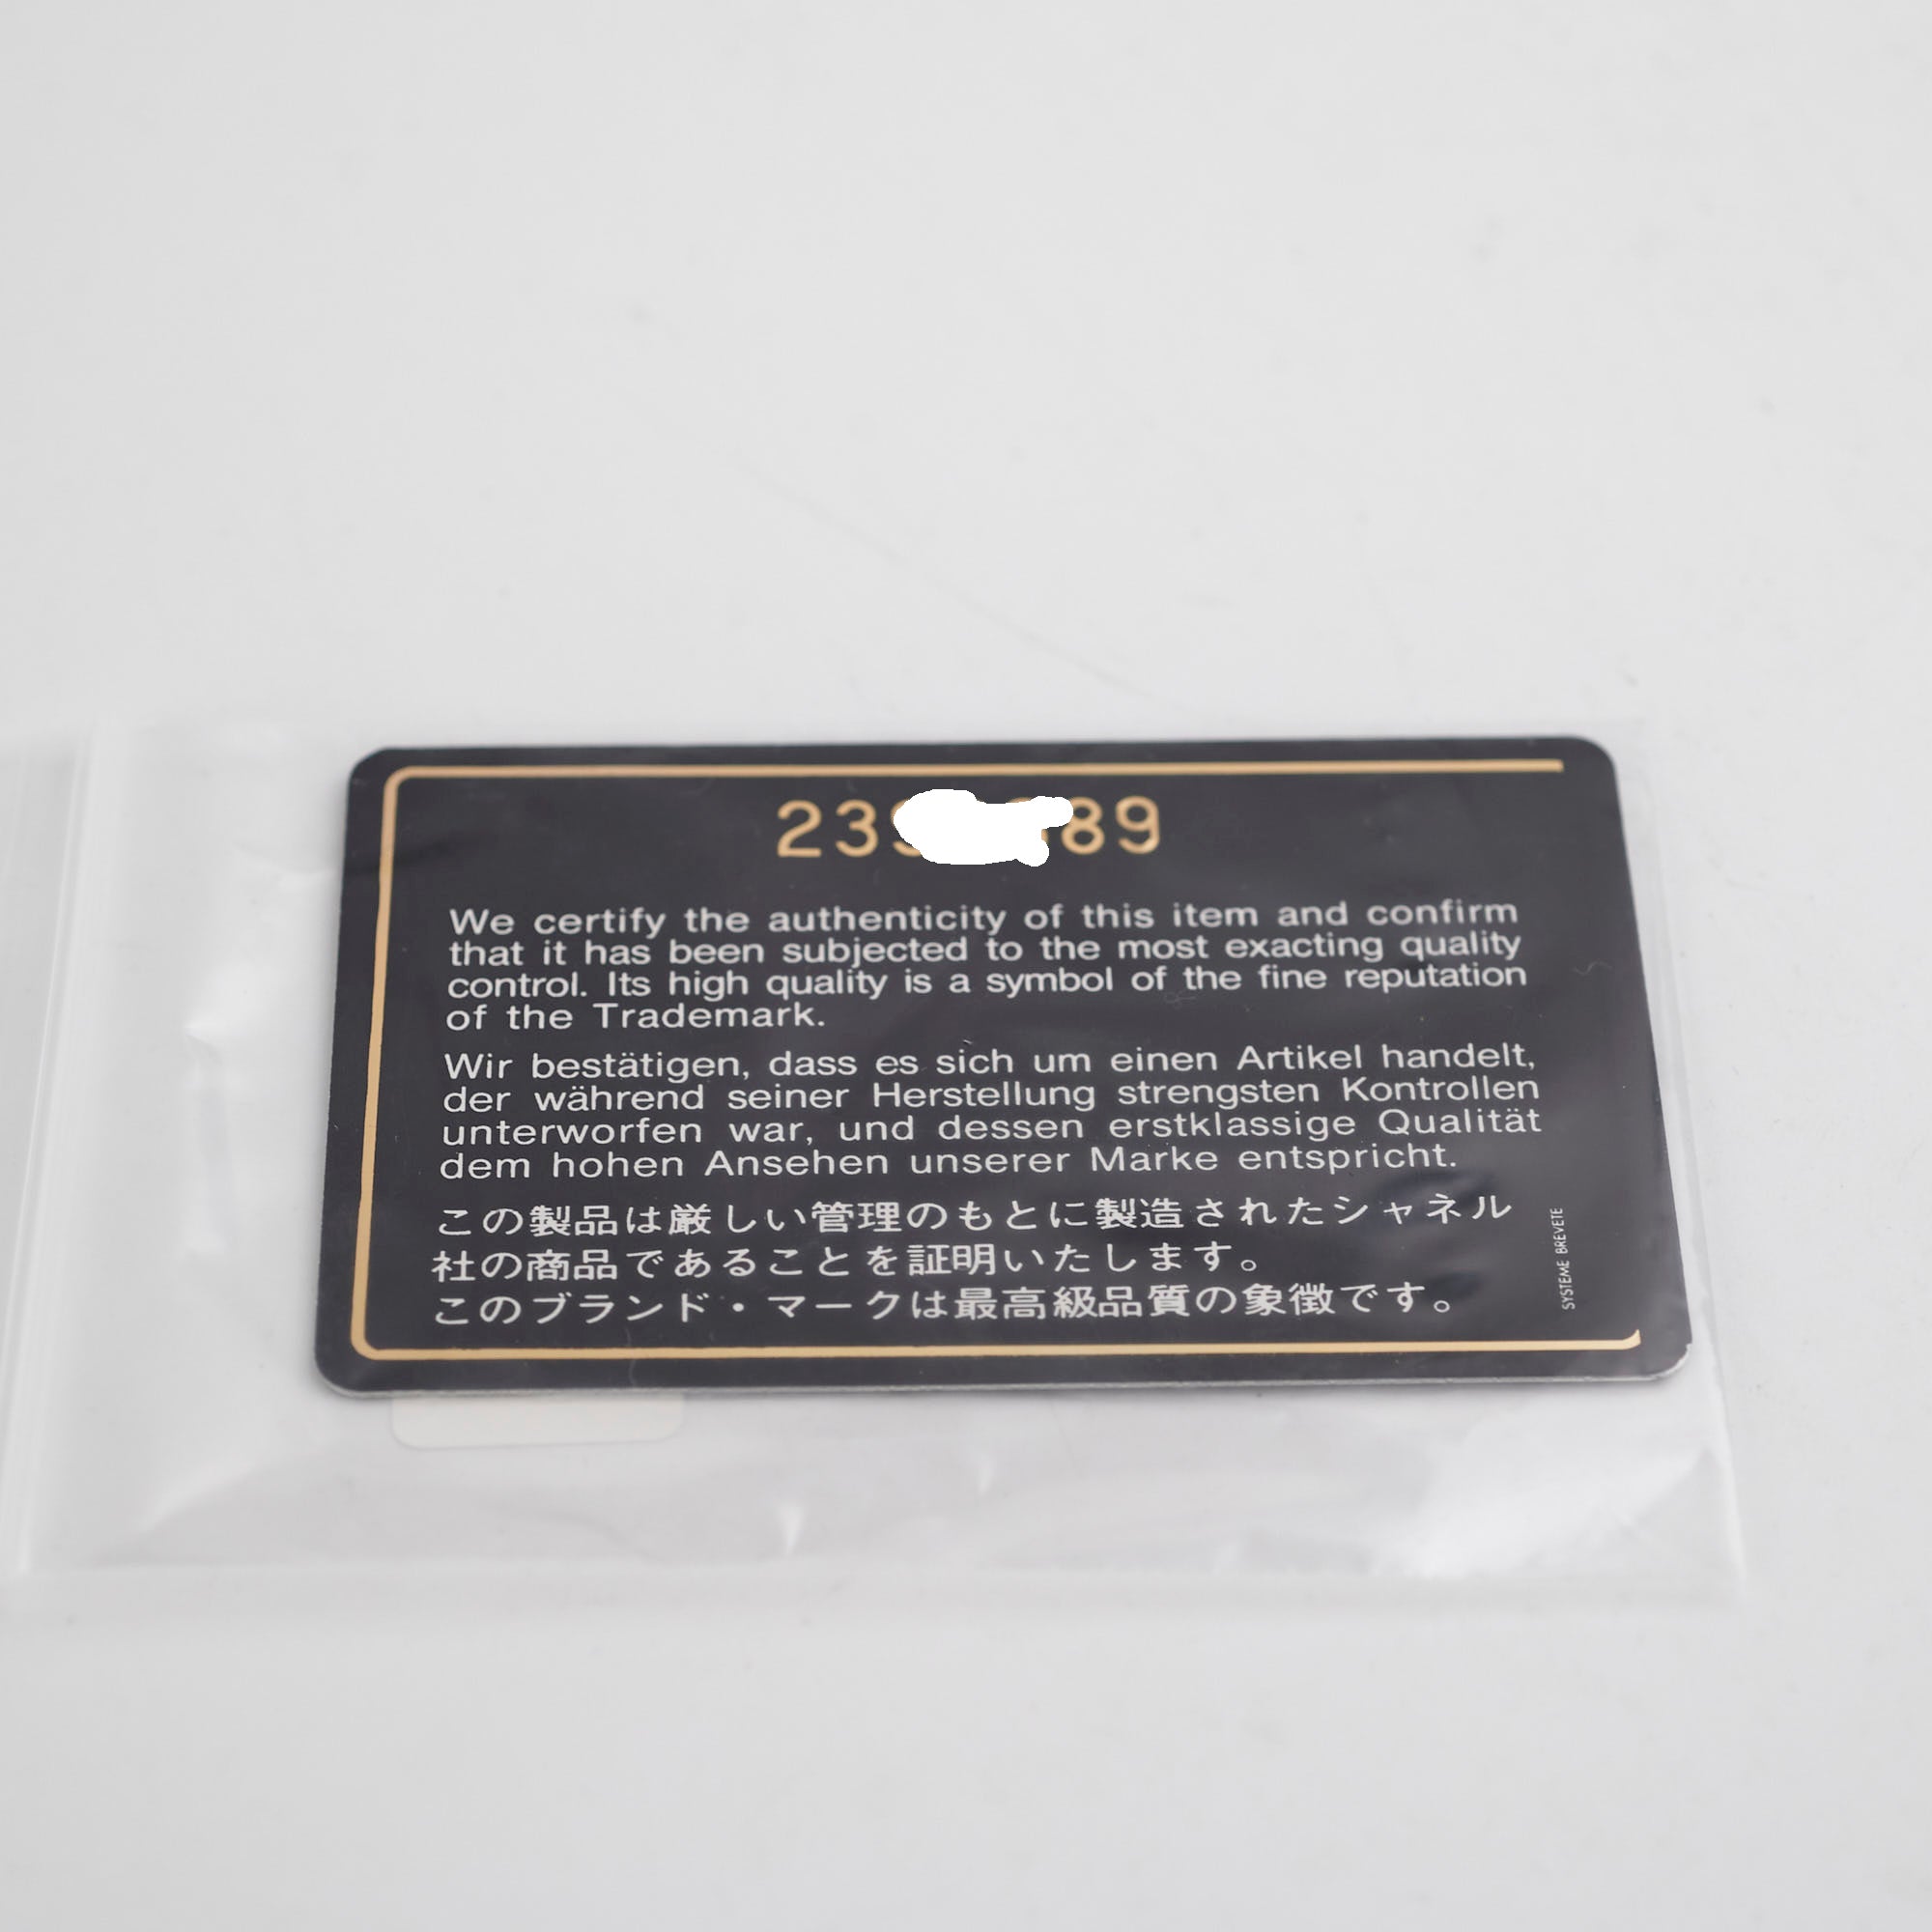 23 89
We certify the authenticity of this item and confirm
that it has been subjected to the most exacting quality
control. Its high quality is a symbol of the fine reputation
of the Trademark.
Wir bestätigen, dass es sich um einen Artikel handelt,
der während seiner Herstellung strengsten Kontrollen
unterworfen war, und dessen erstklassige Qualität
dem hohen Ansehen unserer Marke entspricht.
この製品は厳しい管理のもとに製造されたシャネル
社の商品であることを証明いたします。
このブランド・マークは最高級品質の象徴です。
SYSTEME BREVETE